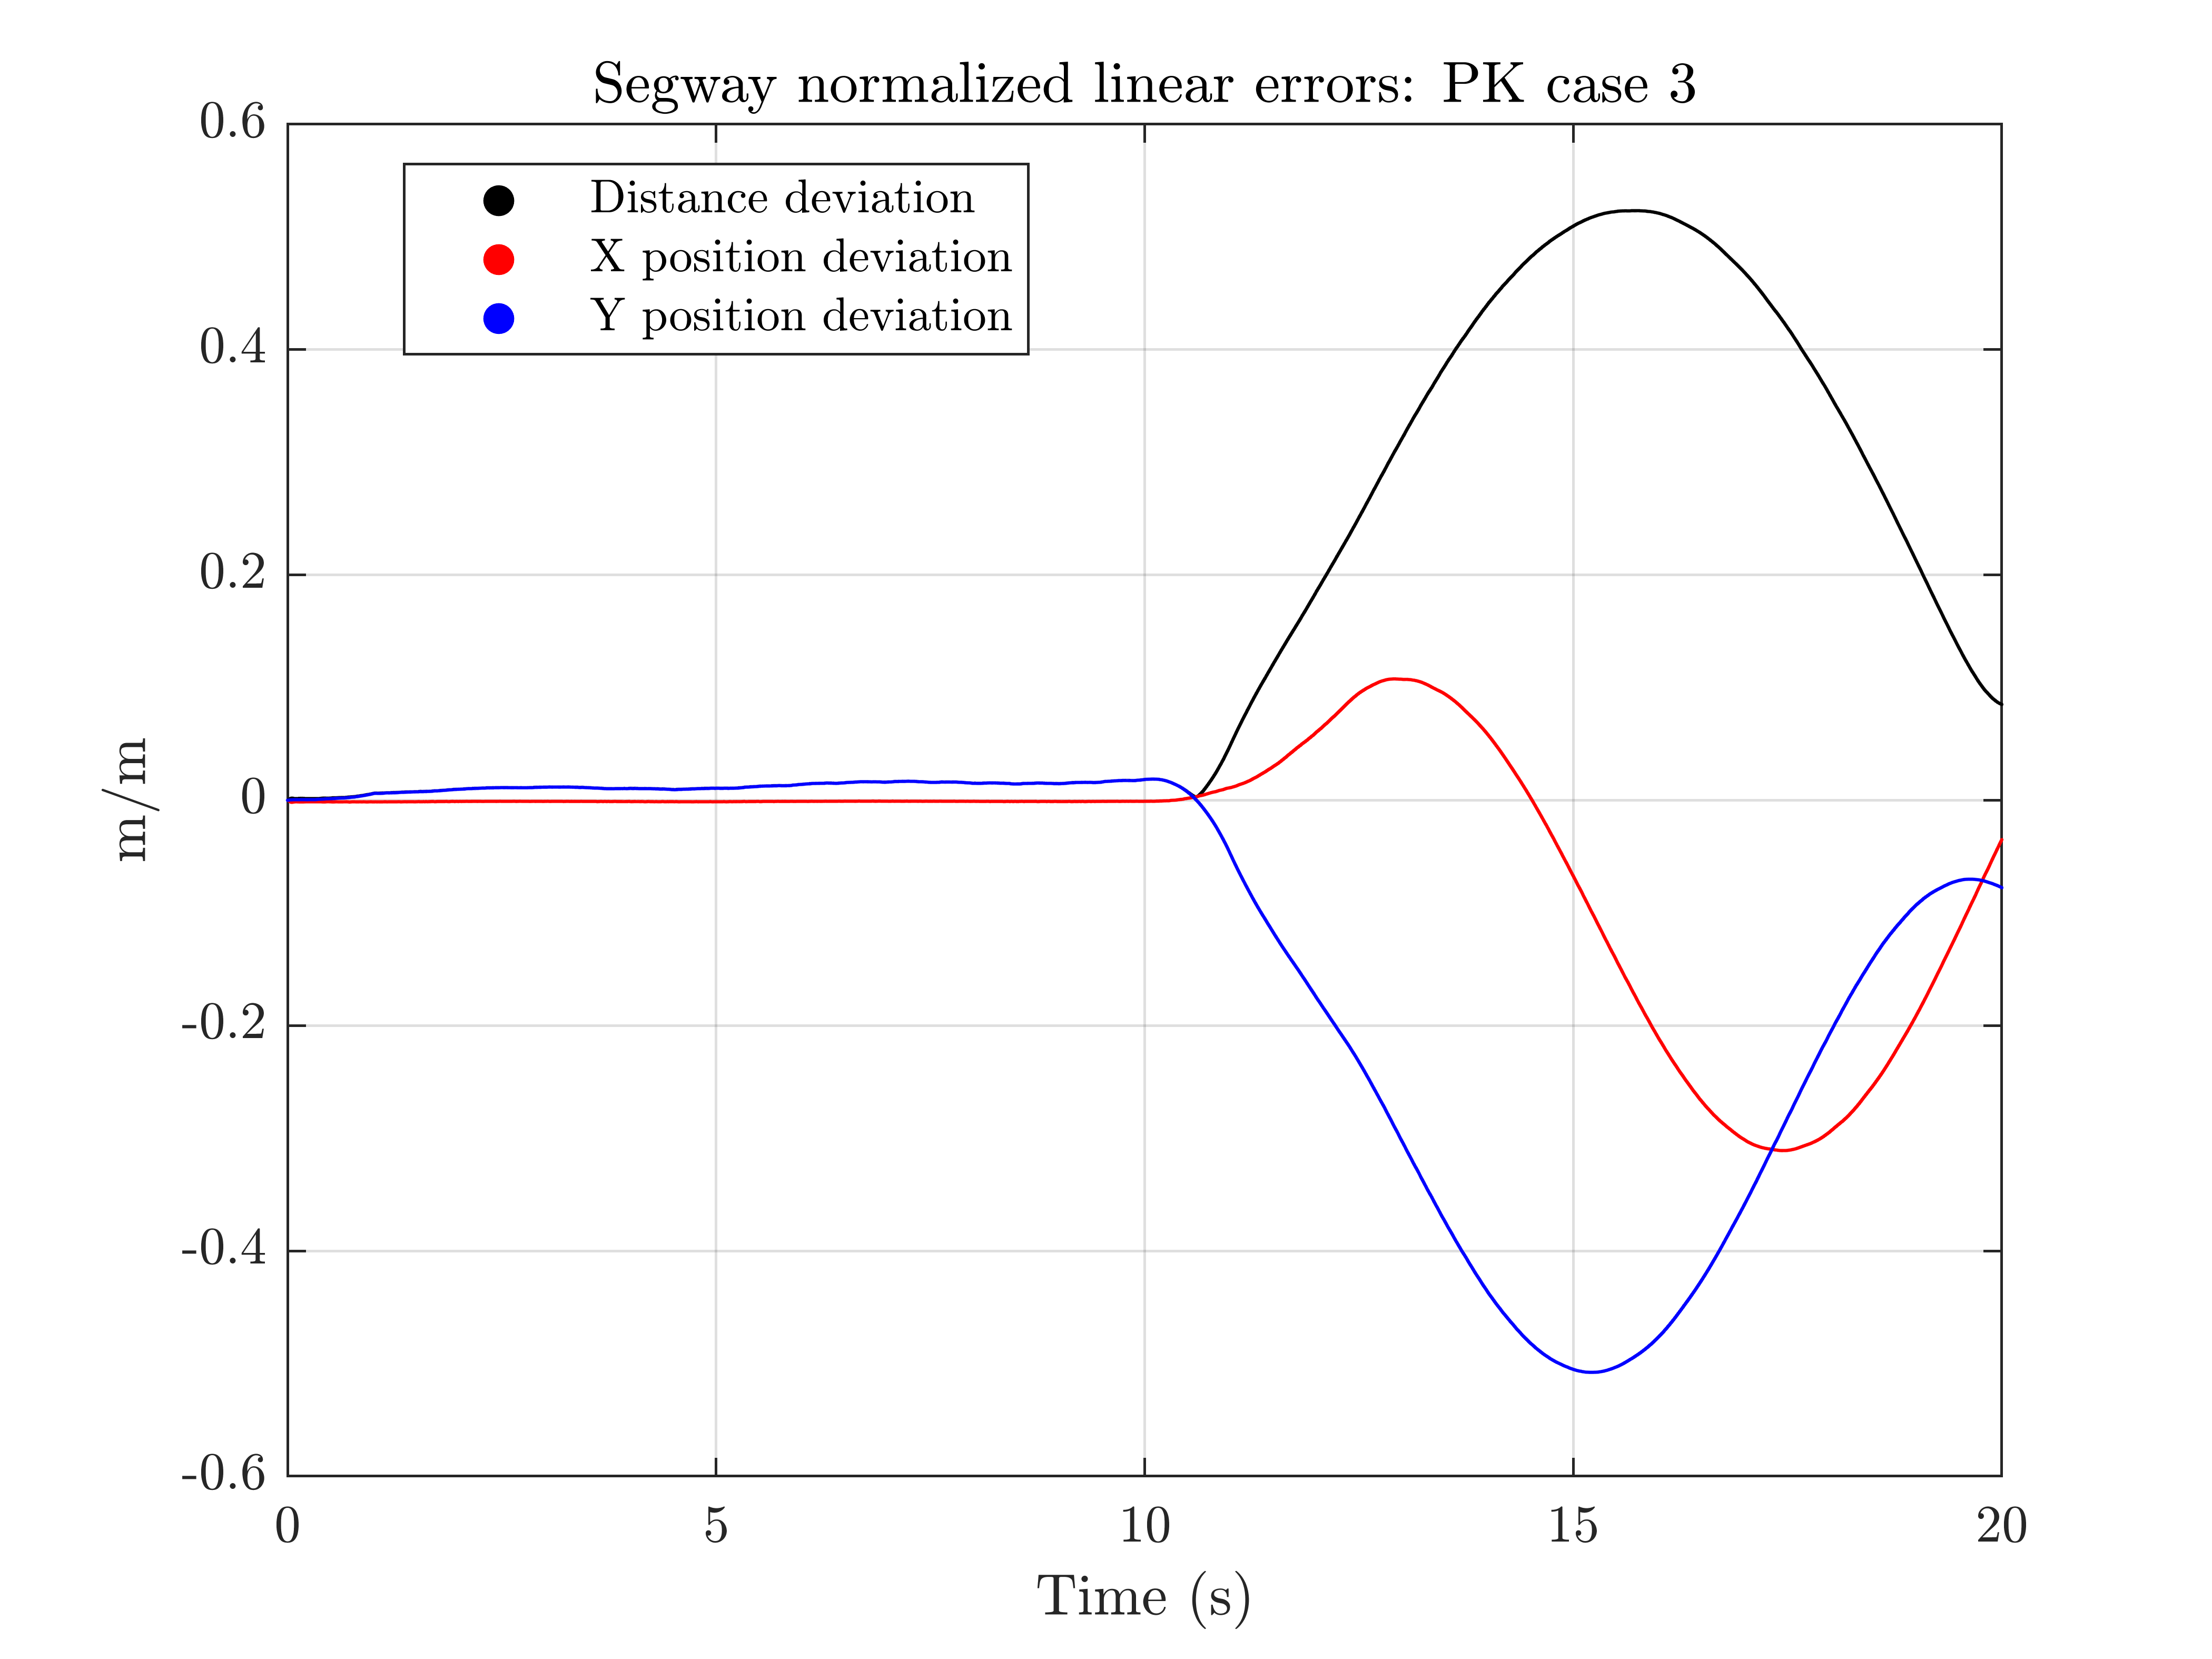 Segway normalized linear errors: PK case 3
0.6
0.4
0.2
0
-0.2
-0.4
-0.6
Distance deviation
X position deviation
Y position deviation
m/m
0 5 10 15 20
Time (s)